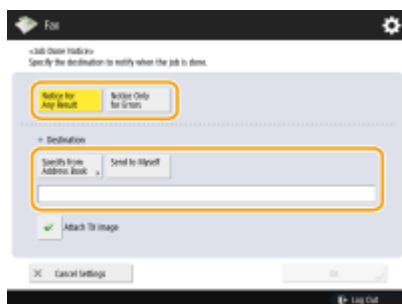 Fax
<Job Done Notice>
Specify the destination to notify when the job is done.
Notice for
Any Result
Notice Only
for Errors
Destination
Specify from
Address Book
Send to Myself
Attach TX Image
Cancel Settings
OK
Log Out